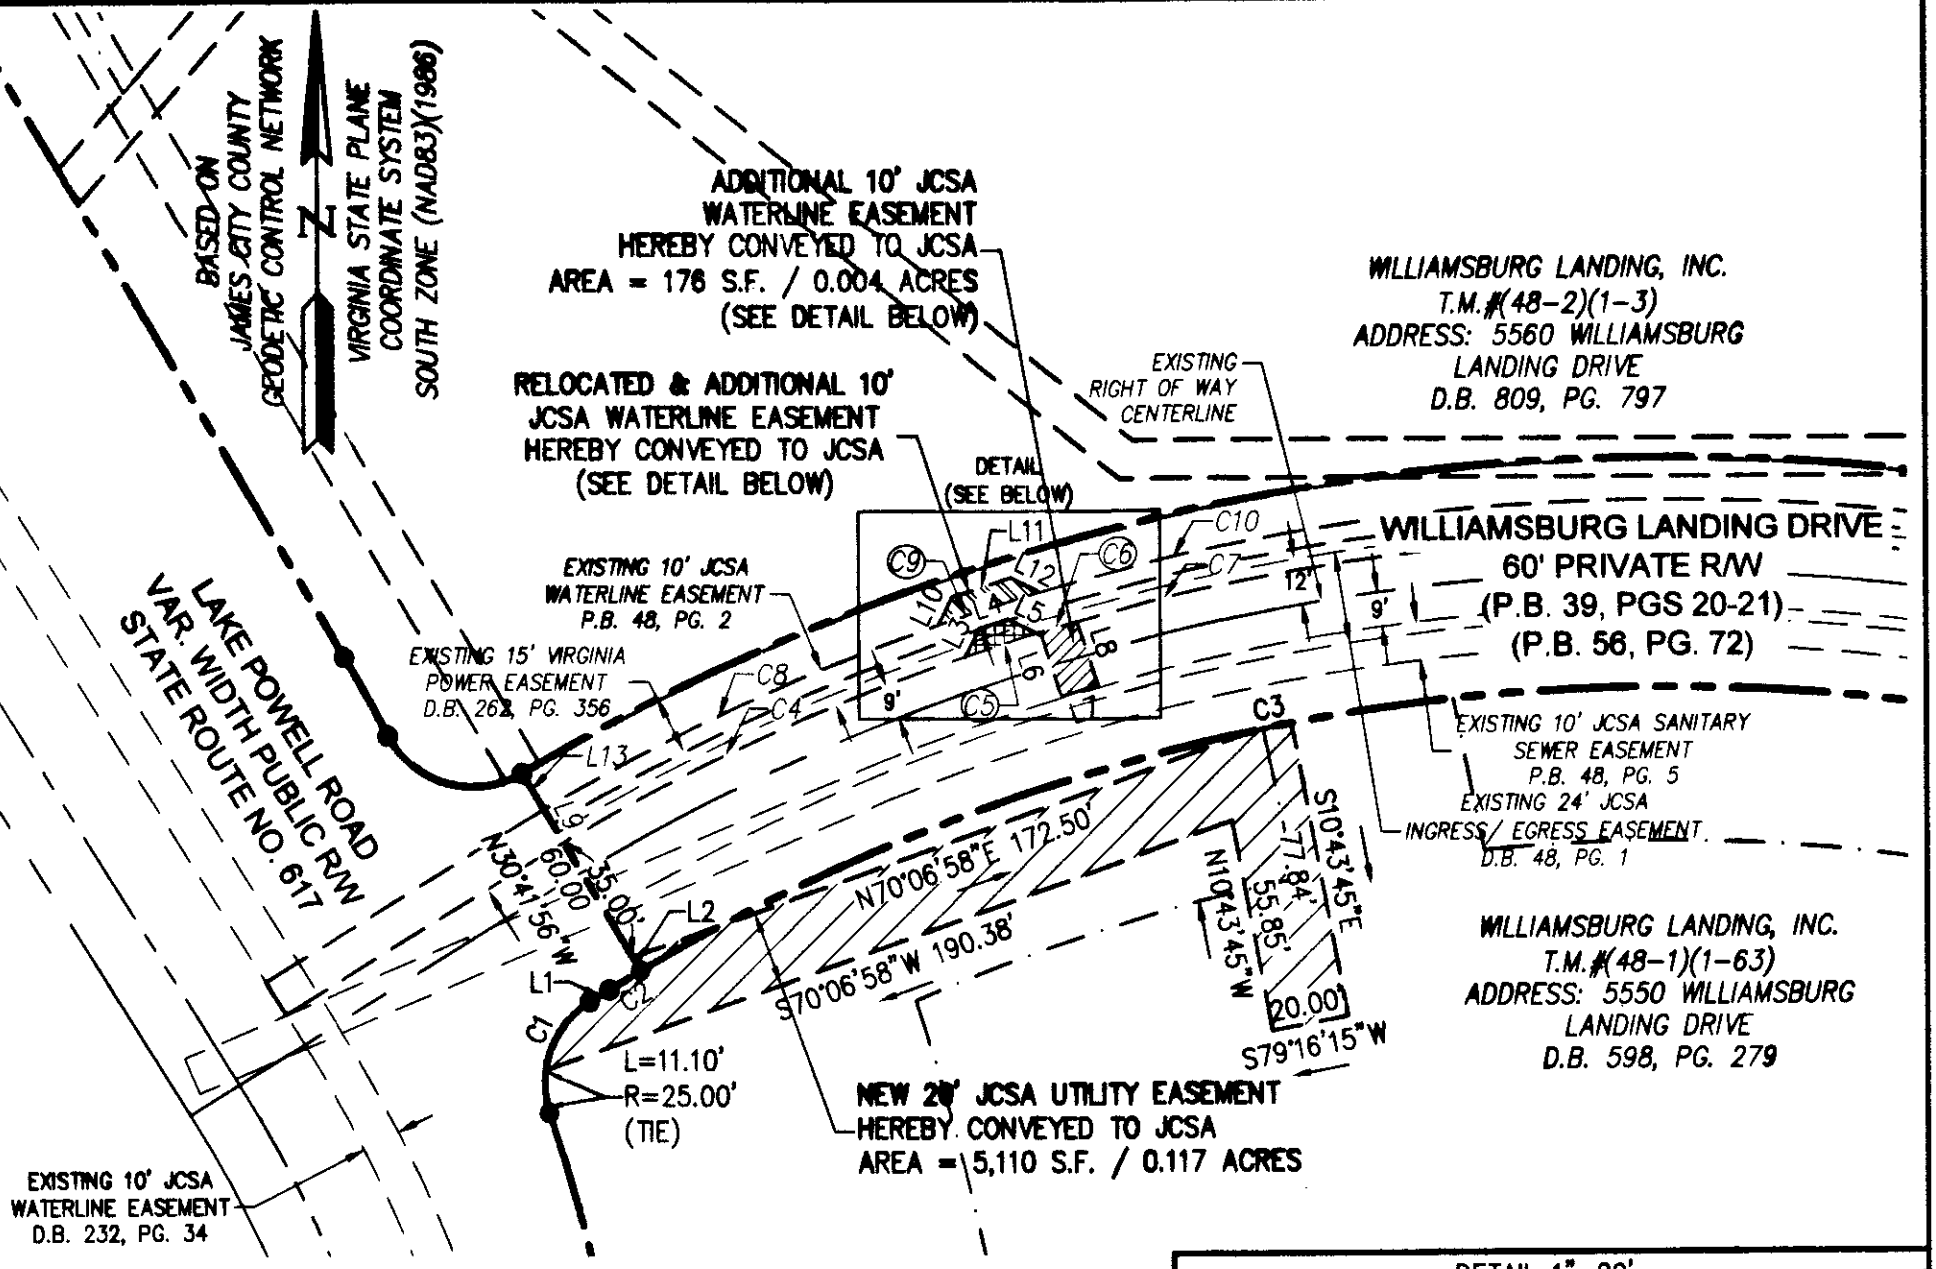 BASED ON
JAMES CITY COUNTY
GEODETIC CONTROL NETWORK
N
VIRGINIA STATE PLANE
COORDINATE SYSTEM
SOUTH ZONE (NAD83)(1986)
ADDITIONAL 10' JCSA
WATERLINE EASEMENT
HEREBY CONVEYED TO JCSA
AREA = 176 S.F. / 0.004 ACRES
(SEE DETAIL BELOW)
WILLIAMSBURG LANDING, INC.
T.M.#(48-2)(1-3)
ADDRESS: 5560 WILLIAMSBURG
LANDING DRIVE
D.B. 809, PG. 797
EXISTING
RIGHT OF WAY
CENTERLINE
RELOCATED & ADDITIONAL 10'
JCSA WATERLINE EASEMENT
HEREBY CONVEYED TO JCSA
(SEE DETAIL BELOW)
DETAIL
(SEE BELOW)
L11
C10
C9
C6
C7
L10
L3
L4
L5
L6
L7
L8
C5
12'
9'
WILLIAMSBURG LANDING DRIVE
60' PRIVATE R/W
(P.B. 39, PGS 20-21)
(P.B. 56, PG. 72)
EXISTING 10' JCSA
WATERLINE EASEMENT
P.B. 48, PG. 2
EXISTING 15' VIRGINIA
POWER EASEMENT
D.B. 262, PG. 356
C8
C4
9'
C3
LAKE POWELL ROAD
VAR. WIDTH PUBLIC R/W
STATE ROUTE NO. 617
L13
L9
EXISTING 10' JCSA SANITARY
SEWER EASEMENT
P.B. 48, PG. 5
EXISTING 24' JCSA
INGRESS/ EGRESS EASEMENT
D.B. 48, PG. 1
N30°41'56"W
60.00
35.00'
L2
L1
C2
C1
N70°06'58"E 172.50'
S70°06'58"W 190.38'
S10°43'45"E
77.84'
55.85'
N10°43'45"W
20.00'
S79°16'15"W
WILLIAMSBURG LANDING, INC.
T.M.#(48-1)(1-63)
ADDRESS: 5550 WILLIAMSBURG
LANDING DRIVE
D.B. 598, PG. 279
L=11.10'
R=25.00'
(TIE)
NEW 20' JCSA UTILITY EASEMENT
HEREBY CONVEYED TO JCSA
AREA = 5,110 S.F. / 0.117 ACRES
EXISTING 10' JCSA
WATERLINE EASEMENT
D.B. 232, PG. 34